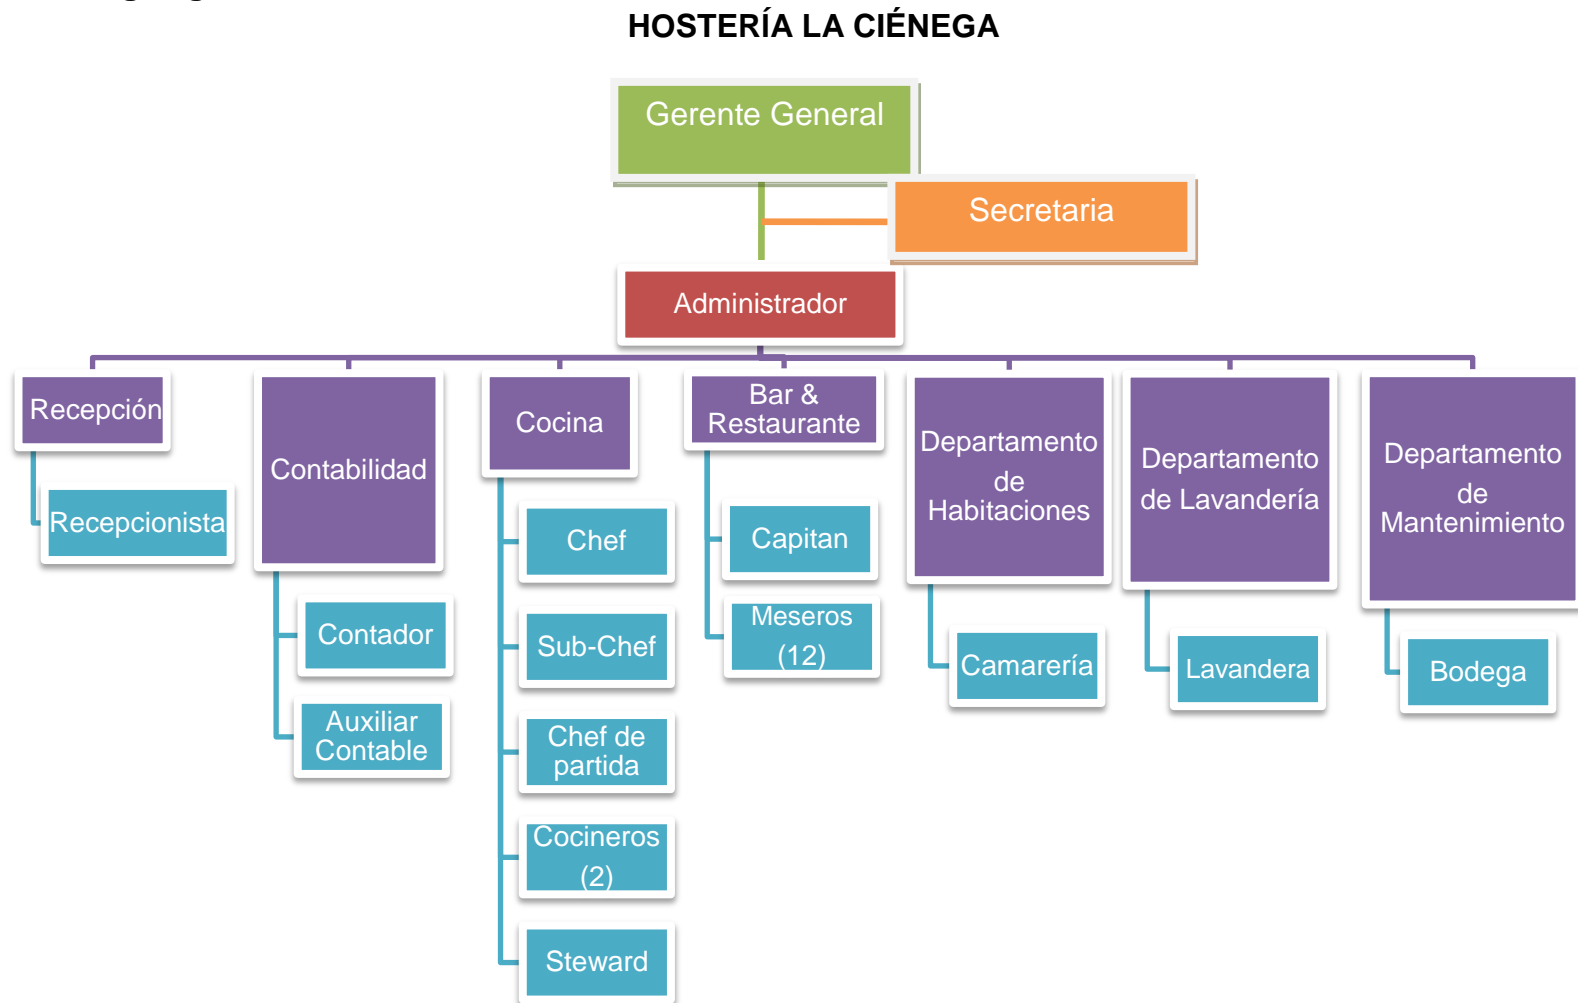 HOSTERÍA LA CIÉNEGA
Gerente General
Secretaria
Administrador
Recepción
Recepcionista
Contabilidad
Contador
Auxiliar
Contable
Cocina
Chef
Sub-Chef
Chef de
partida
Cocineros
(2)
Steward
Bar &
Restaurante
Capitan
Meseros
(12)
Departamento
de
Habitaciones
Camarería
Departamento
de Lavandería
Lavandera
Departamento
de
Mantenimiento
Bodega